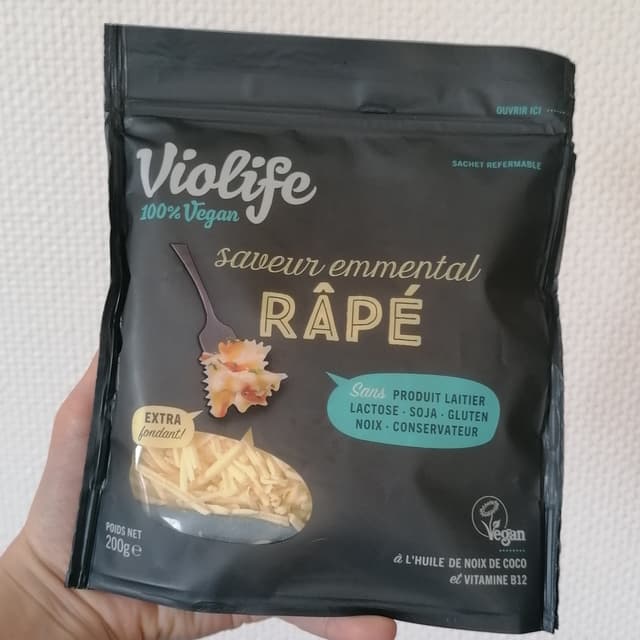 OUVRIR ICI
SACHET REFERMABLE
Violife
100% Vegan
saveur emmental
RÂPÉ
Sans PRODUIT LAITIER
LACTOSE · SOJA · GLUTEN
NOIX · CONSERVATEUR
EXTRA
fondant!
POIDS NET
200g e
Vegan
à L'HUILE DE NOIX DE COCO
et VITAMINE B12